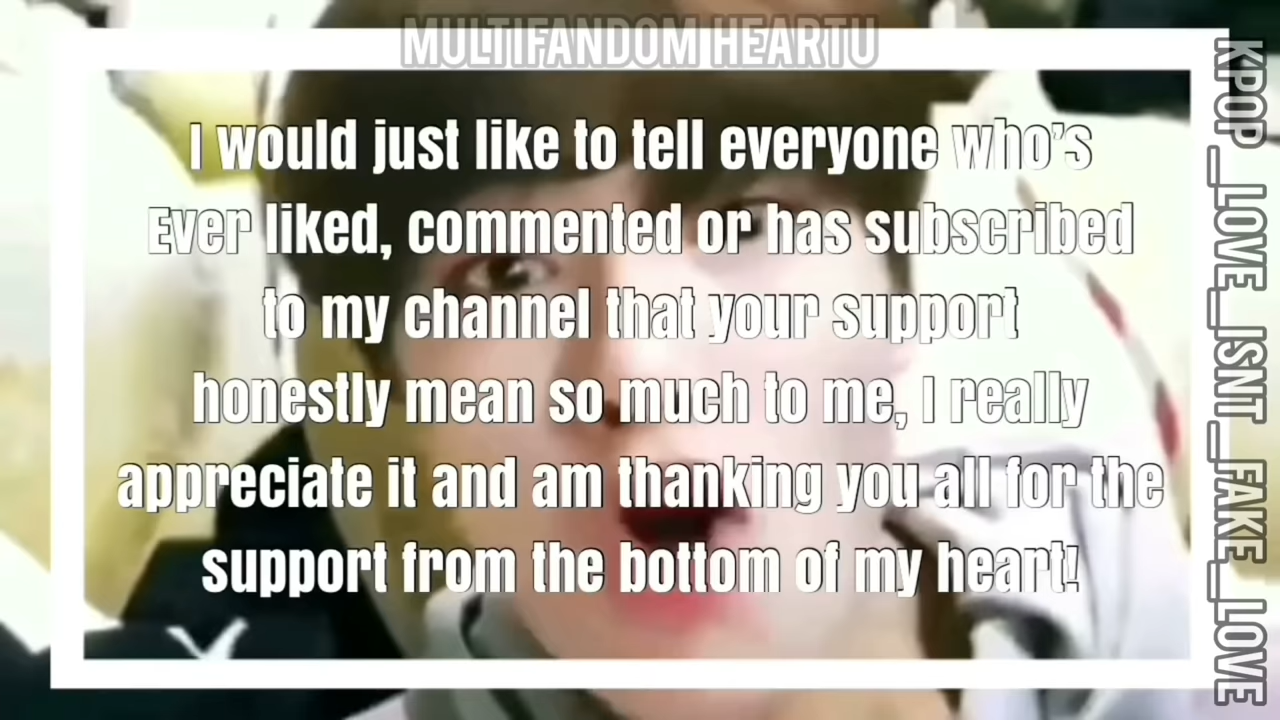 MULTIFANDOM HEARTU
I would just like to tell everyone who's
Ever liked, commented or has subscribed
to my channel that your support
honestly mean so much to me, I really
appreciate it and am thanking you all for the
support from the bottom of my heart!
KPOP_LOVE_ISNT_FAKE_LOVE